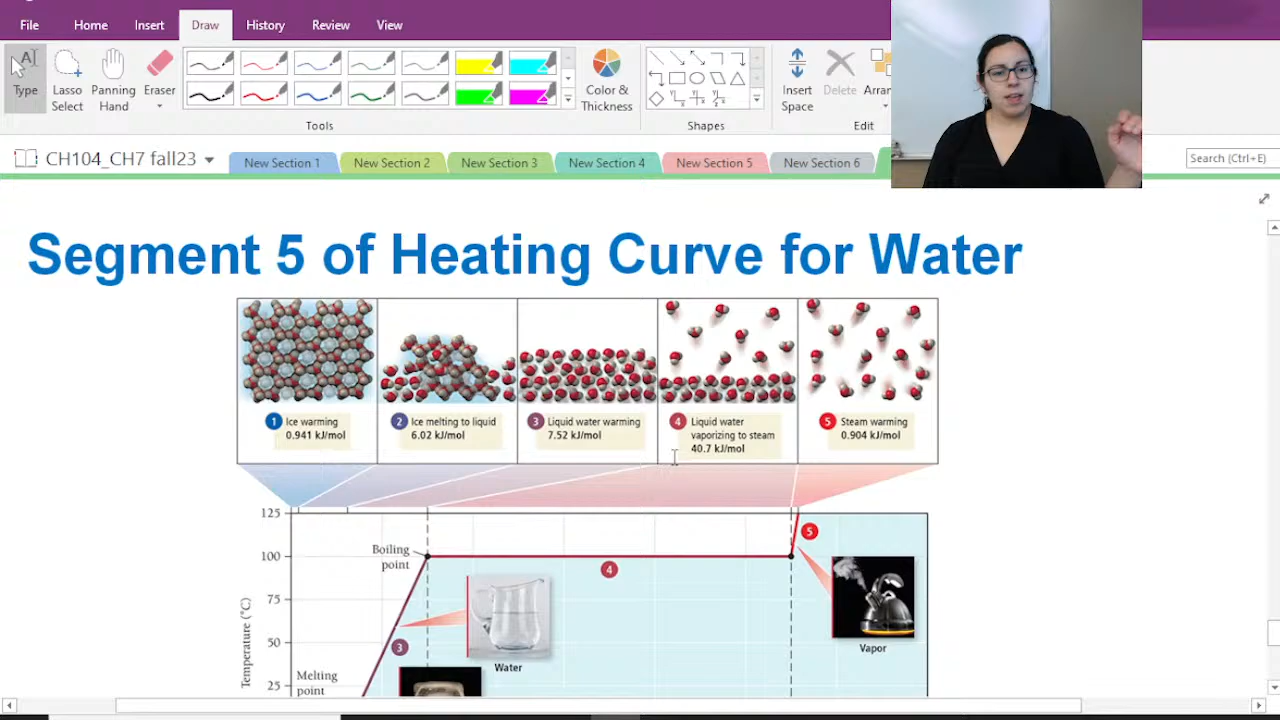 File Home Insert Draw History Review View
Type
Lasso Select
Panning Hand
Eraser
Color & Thickness
Insert Space
Delete
Arran
Tools
Shapes
Edit
CH104_CH7 fall23
New Section 1
New Section 2
New Section 3
New Section 4
New Section 5
New Section 6
Search (Ctrl+E)
Segment 5 of Heating Curve for Water
1 Ice warming
0.941 kJ/mol
2 Ice melting to liquid
6.02 kJ/mol
3 Liquid water warming
7.52 kJ/mol
4 Liquid water
vaporizing to steam
40.7 kJ/mol
5 Steam warming
0.904 kJ/mol
125
5
Boiling
point
100
4
75
3
Water
Vapor
50
Melting
point
25
Temperature (°C)